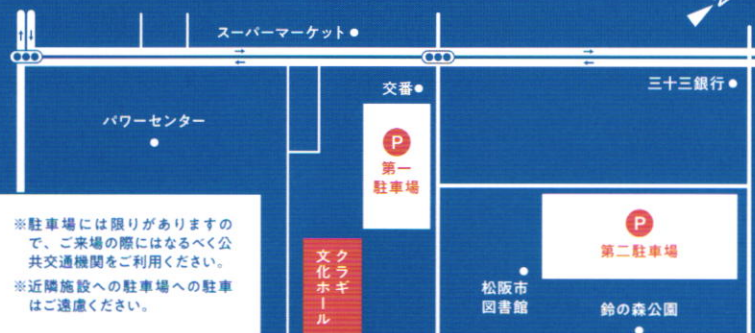 スーパーマーケット
交番
三十三銀行
パワーセンター
P
第一
駐車場
P
第二駐車場
※駐車場には限りがありますの
で、ご来場の際にはなるべく公
共交通機関をご利用ください。
※近隣施設への駐車場への駐車
はご遠慮ください。
クラギ
文化ホール
松阪市
図書館
鈴の森公園